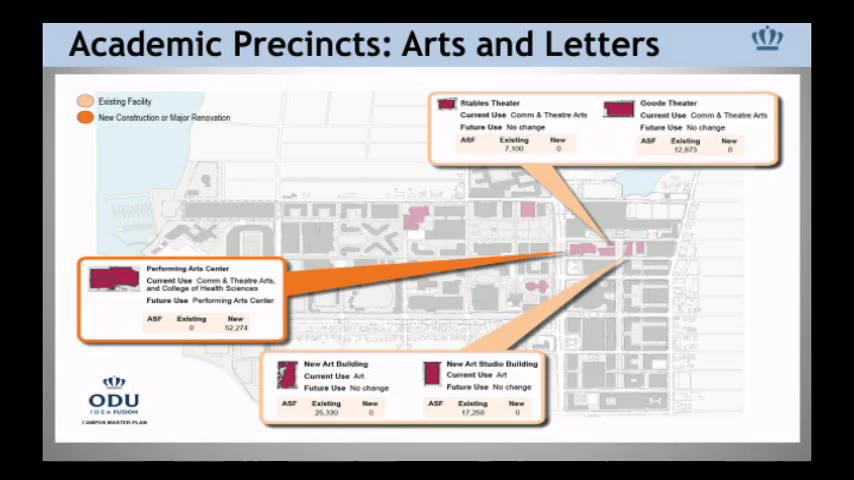 Academic Precincts: Arts and Letters
Existing Facility
New Construction or Major Renovation
Stables Theater
Current Use Comm & Theatre Arts
Future Use No change
ASF Existing New
7,100 0
Goode Theater
Current Use Comm & Theatre Arts
Future Use No change
ASF Existing New
12,873 0
Performing Arts Center
Current Use Comm & Theatre Arts,
and College of Health Sciences
Future Use Performing Arts Center
ASF Existing New
0 52,274
New Art Building
Current Use Art
Future Use No change
ASF Existing New
25,330 0
New Art Studio Building
Current Use Art
Future Use No change
ASF Existing New
17,256 0
ODU
IDEA FUSION
CAMPUS MASTER PLAN